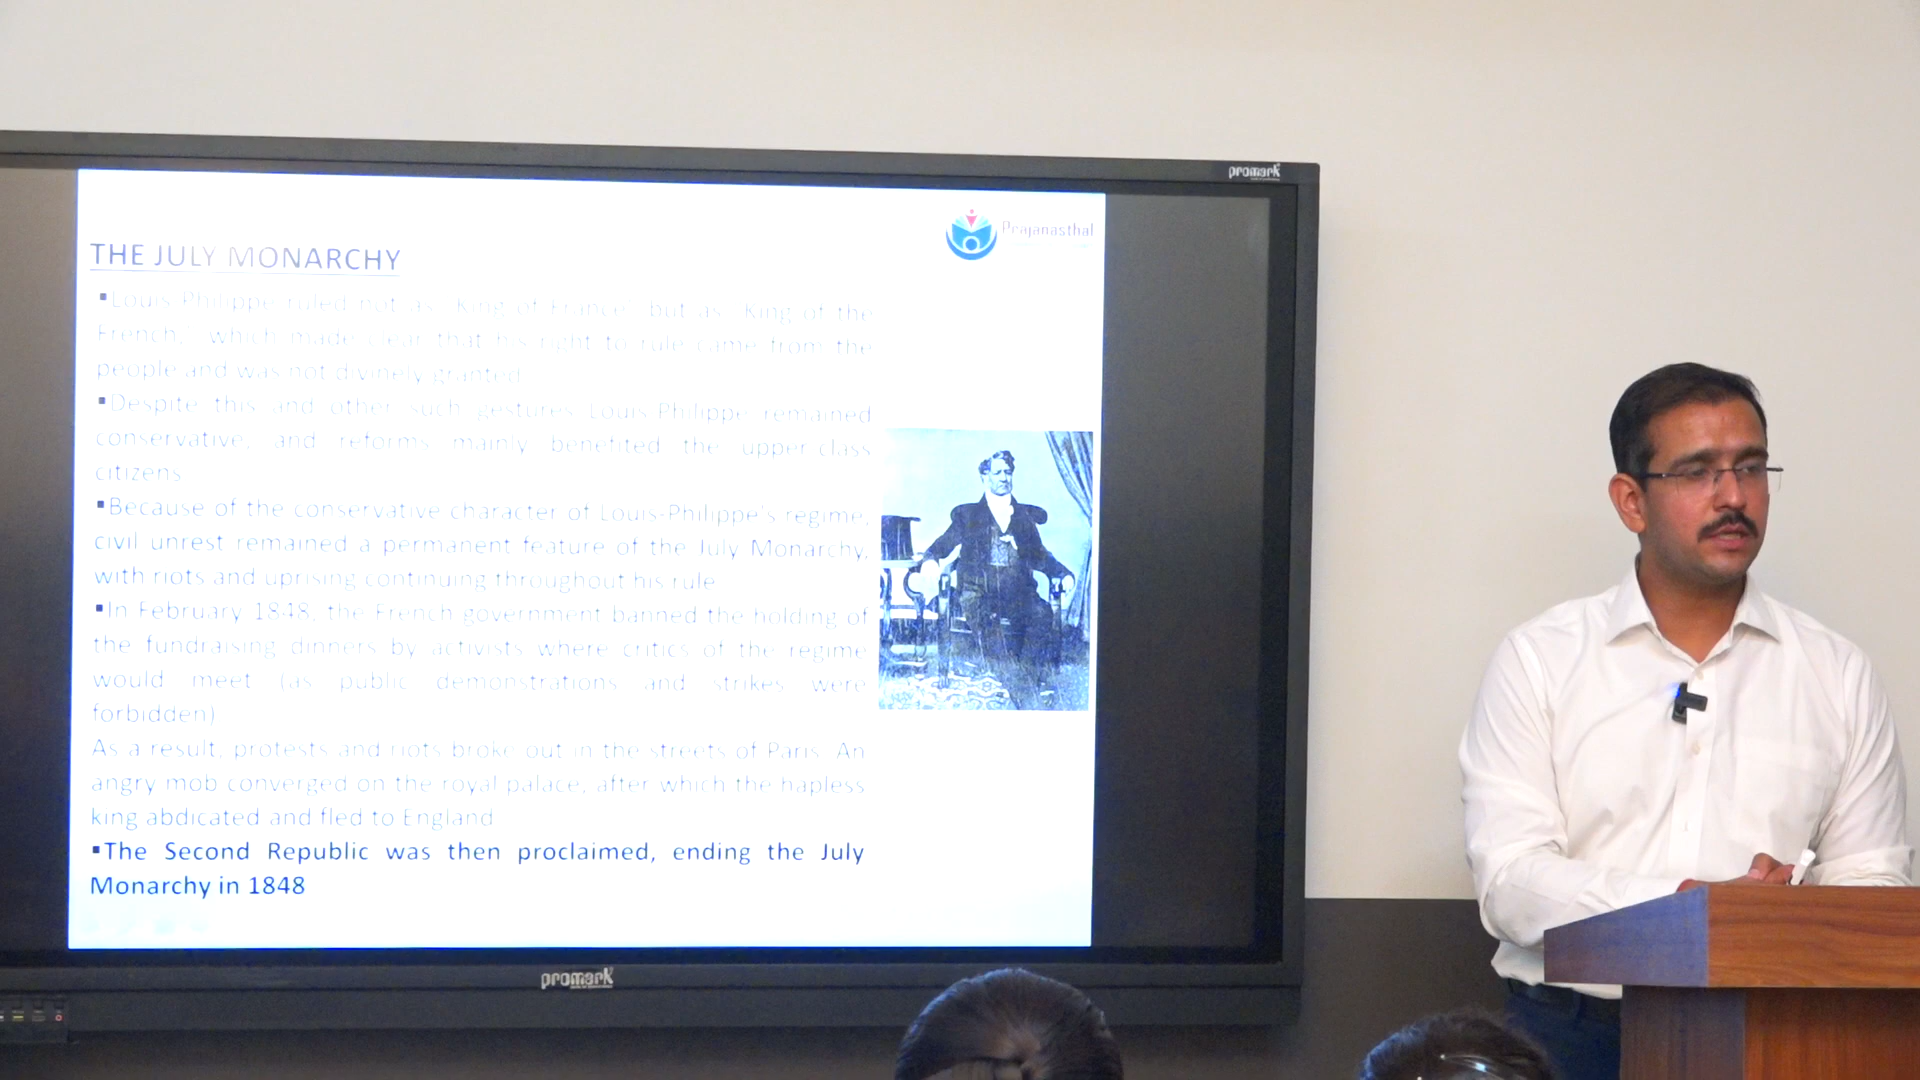 promark
Prajanasthal
THE JULY MONARCHY
▪Louis-Philippe ruled not as "King of France" but as "King of the
French," which made clear that his right to rule came from the
people and was not divinely granted
▪Despite this and other such gestures Louis-Philippe remained
conservative, and reforms mainly benefited the upper-class
citizens
▪Because of the conservative character of Louis-Philippe's regime,
civil unrest remained a permanent feature of the July Monarchy,
with riots and uprising continuing throughout his rule
▪In February 1848, the French government banned the holding of
the fundraising dinners by activists where critics of the regime
would meet (as public demonstrations and strikes were
forbidden)
As a result, protests and riots broke out in the streets of Paris. An
angry mob converged on the royal palace, after which the hapless
king abdicated and fled to England
▪The Second Republic was then proclaimed, ending the July
Monarchy in 1848
promark